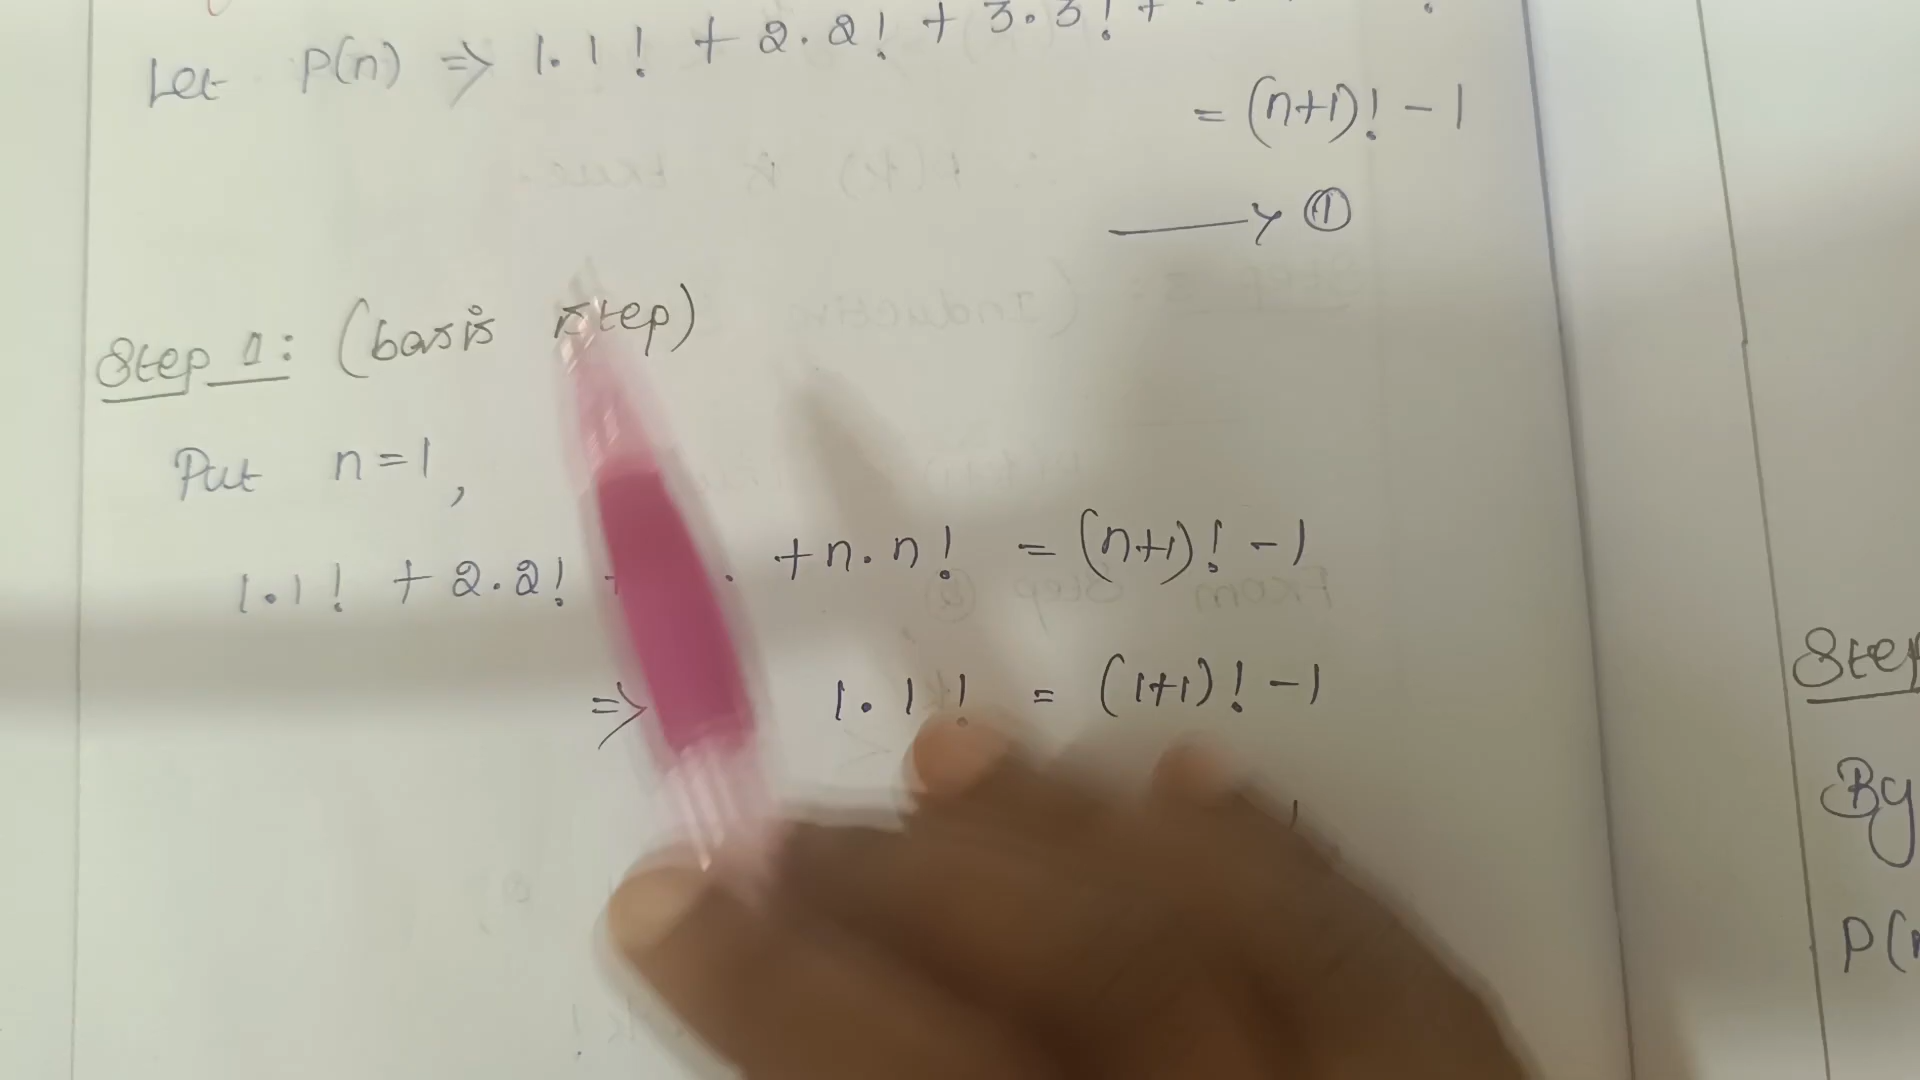 Let P(n) => 1.1! + 2.2! + 3.3! +
= (n+1)! - 1
→ ①
Step 1: (basis step)
Put n=1,
1.1! + 2.2! + . +n.n! = (n+1)! -1
=> 1.1! = (1+1)! -1
Step
By
P(